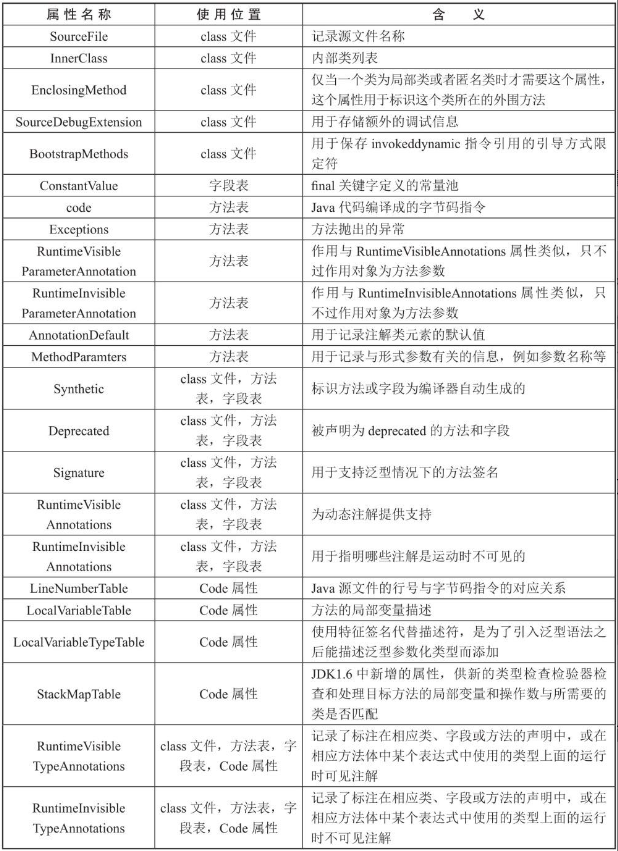 属性名称 使用位置 含 义
SourceFile class 文件 记录源文件名称
InnerClass class 文件 内部类列表
EnclosingMethod class 文件 仅当一个类为局部类或者匿名类时才需要这个属性，
这个属性用于标识这个类所在的外围方法
SourceDebugExtension class 文件 用于存储额外的调试信息
BootstrapMethods class 文件 用于保存 invokeddynamic 指令引用的引导方式限
定符
ConstantValue 字段表 final 关键字定义的常量池
code 方法表 Java 代码编译成的字节码指令
Exceptions 方法表 方法抛出的异常
RuntimeVisible
ParameterAnnotation 方法表 作用与 RuntimeVisibleAnnotations 属性类似，只不
过作用对象为方法参数
RuntimeInvisible
ParameterAnnotation 方法表 作用与 RuntimeInvisibleAnnotations 属性类似，只
不过作用对象为方法参数
AnnotationDefault 方法表 用于记录注解类元素的默认值
MethodParamters 方法表 用于记录与形式参数有关的信息，例如参数名称等
Synthetic class 文件，方法
表，字段表 标识方法或字段为编译器自动生成的
Deprecated class 文件，方法
表，字段表 被声明为 deprecated 的方法和字段
Signature class 文件，方法
表，字段表 用于支持泛型情况下的方法签名
RuntimeVisible
Annotations class 文件，方法
表，字段表 为动态注解提供支持
RuntimeInvisible
Annotations class 文件，方法
表，字段表 用于指明哪些注解是运动时不可见的
LineNumberTable Code 属性 Java 源文件的行号与字节码指令的对应关系
LocalVariableTable Code 属性 方法的局部变量描述
LocalVariableTypeTable Code 属性 使用特征签名代替描述符，是为了引入泛型语法之
后能描述泛型参数化类型而添加
StackMapTable Code 属性 JDK1.6 中新增的属性，供新的类型检查检验器检
查和处理目标方法的局部变量和操作数与所需要的
类是否匹配
RuntimeVisible
TypeAnnotations class 文件，方法表，字
段表，Code 属性 记录了标注在相应类、字段或方法的声明中，或在
相应方法体中某个表达式中使用的类型上面的运行
时可见注解
RuntimeInvisible
TypeAnnotations class 文件，方法表，字
段表，Code 属性 记录了标注在相应类、字段或方法的声明中，或在
相应方法体中某个表达式中使用的类型上面的运行
时不可见注解